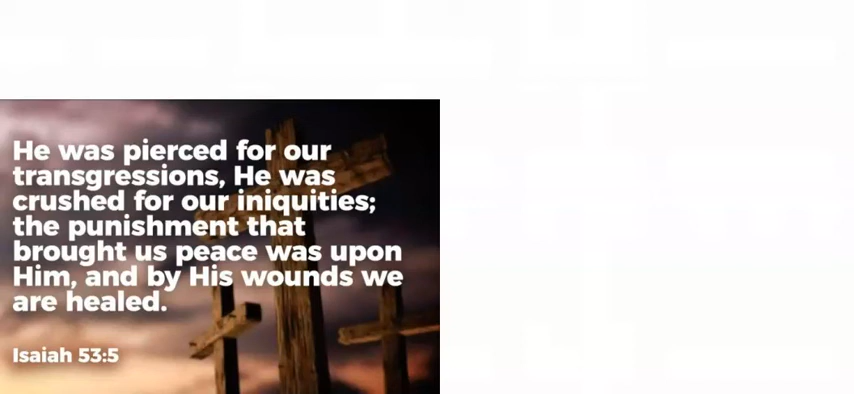 He was pierced for our
transgressions, He was
crushed for our iniquities;
the punishment that
brought us peace was upon
Him, and by His wounds we
are healed.
Isaiah 53:5